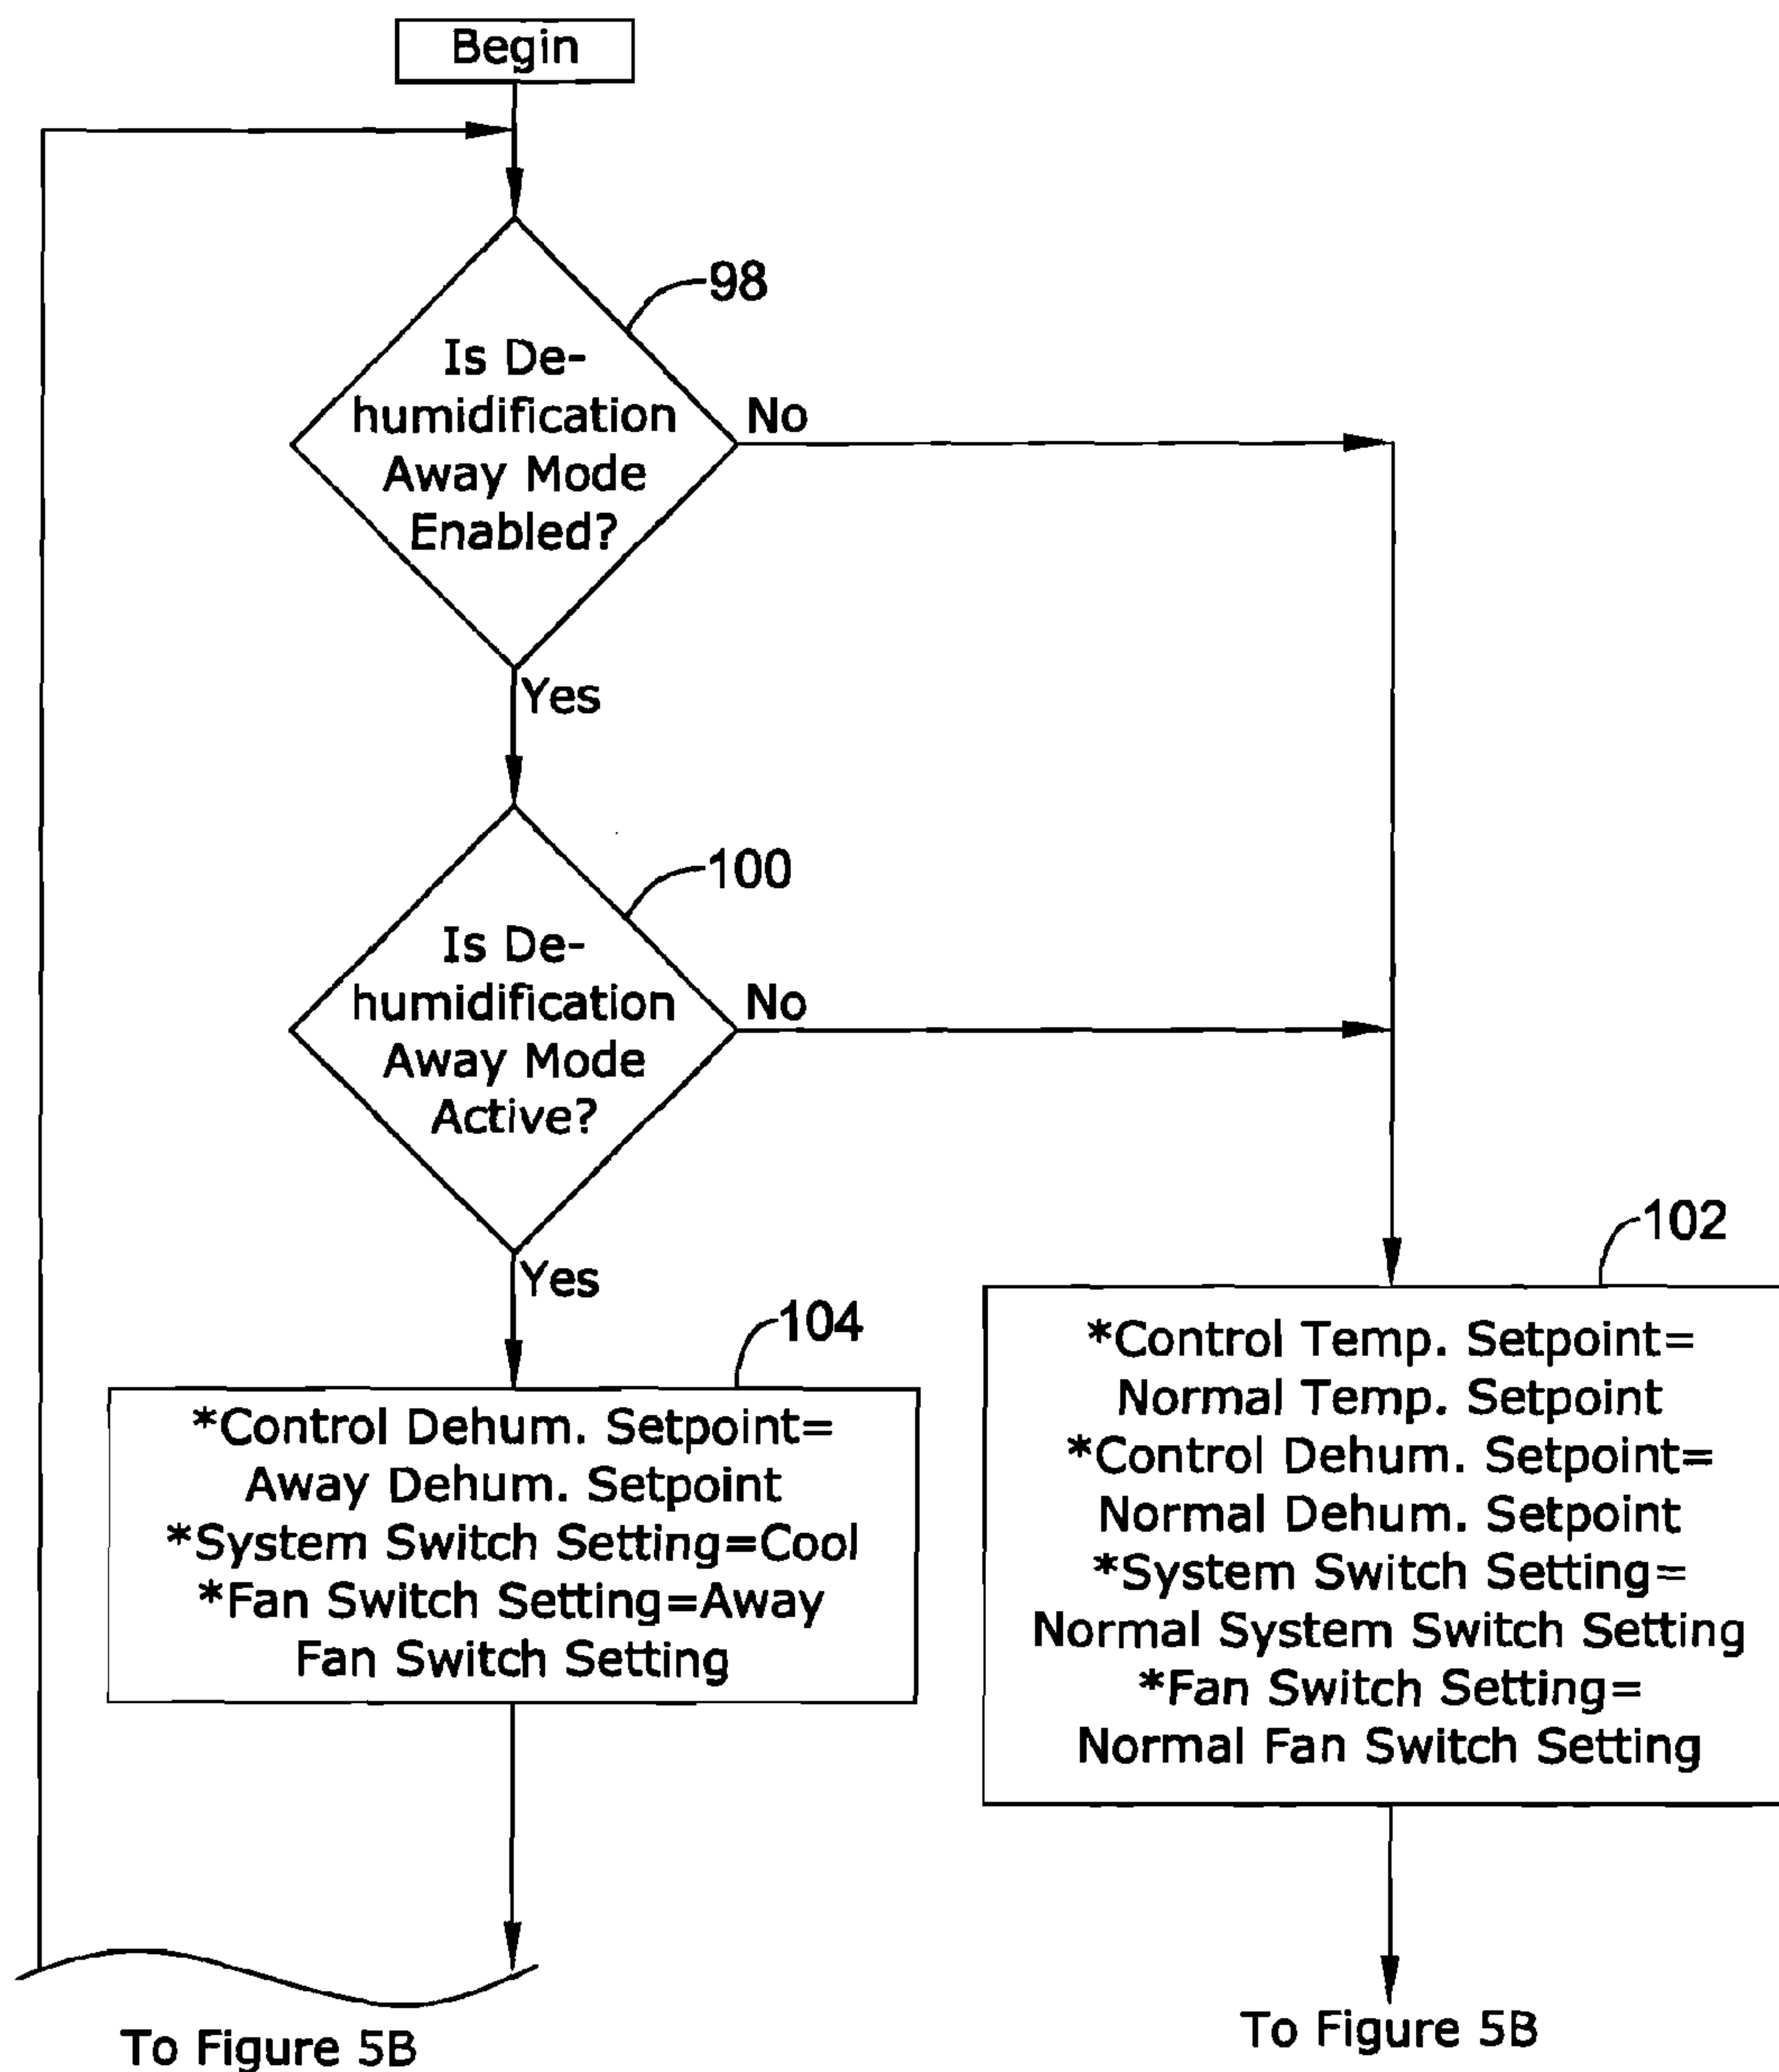 Begin
98
Is De-
humidification
Away Mode
Enabled?
No
Yes
100
Is De-
humidification
Away Mode
Active?
No
Yes
104
*Control Dehum. Setpoint=
Away Dehum. Setpoint
*System Switch Setting=Cool
*Fan Switch Setting=Away
Fan Switch Setting
102
*Control Temp. Setpoint=
Normal Temp. Setpoint
*Control Dehum. Setpoint=
Normal Dehum. Setpoint
*System Switch Setting=
Normal System Switch Setting
*Fan Switch Setting=
Normal Fan Switch Setting
To Figure 5B
To Figure 5B